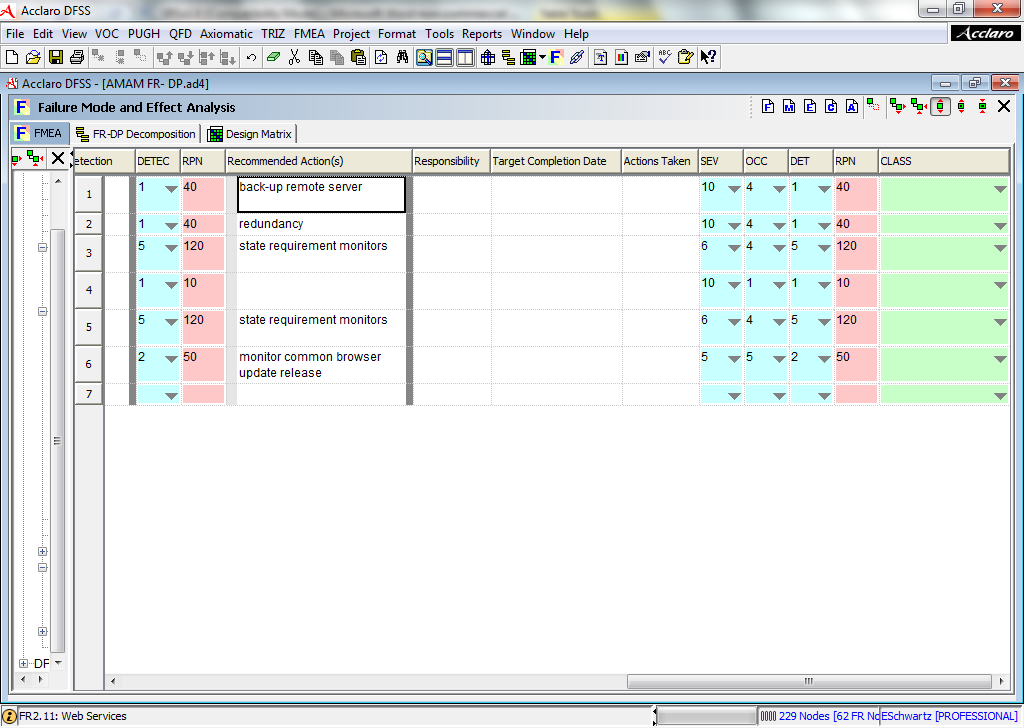 Acclaro DFSS
File Edit View VOC PUGH QFD Axiomatic TRIZ FMEA Project Format Tools Reports Window Help
Acclaro
Acclaro DFSS - [AMAM FR- DP.ad4]
F Failure Mode and Effect Analysis
F M E C A
F FMEA FR-DP Decomposition Design Matrix
etection DETEC RPN Recommended Action(s) Responsibility Target Completion Date Actions Taken SEV OCC DET RPN CLASS
1 1 40 back-up remote server 10 4 1 40
2 1 40 redundancy 10 4 1 40
3 5 120 state requirement monitors 6 4 5 120
4 1 10 10 1 1 10
5 5 120 state requirement monitors 6 4 5 120
6 2 50 monitor common browser 5 5 2 50
update release
7
DF
FR2.11: Web Services
229 Nodes [62 FR No ESchwartz [PROFESSIONAL]